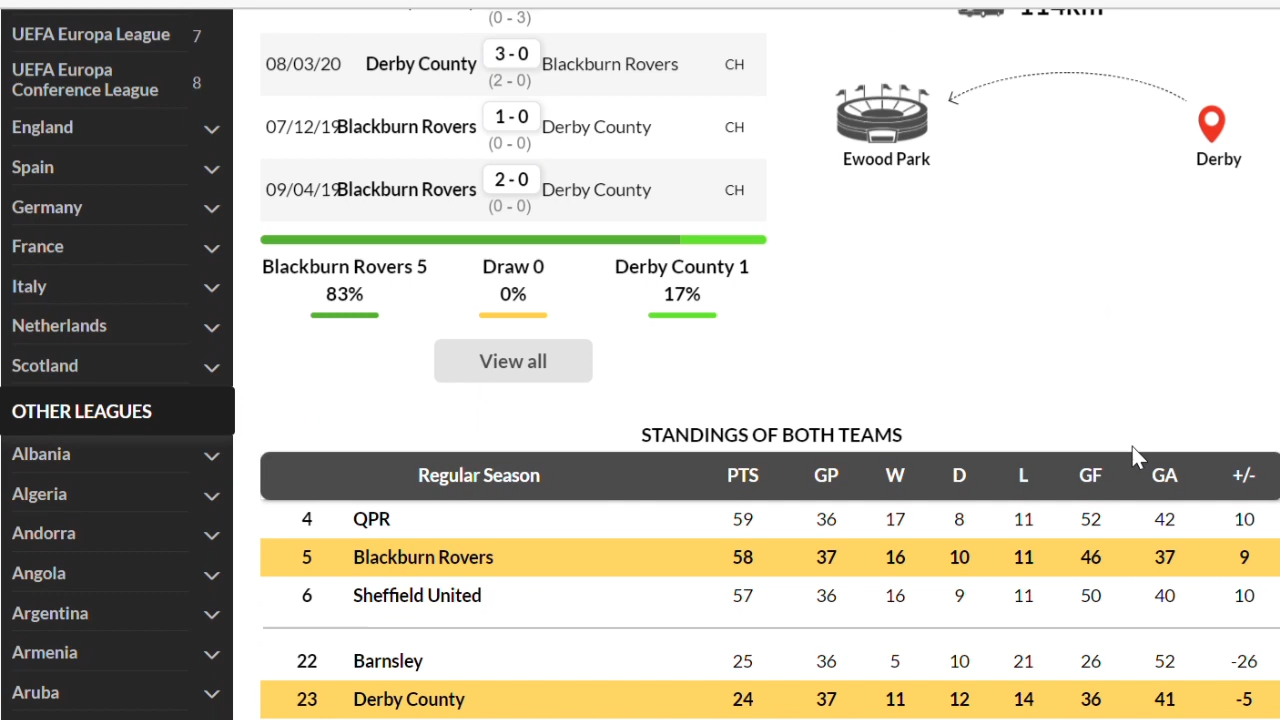 UEFA Europa League 7
UEFA Europa
Conference League 8
England
Spain
Germany
France
Italy
Netherlands
Scotland
OTHER LEAGUES
Albania
Algeria
Andorra
Angola
Argentina
Armenia
Aruba
(0 - 3)
08/03/20 Derby County 3 - 0 Blackburn Rovers CH
(2 - 0)
07/12/19 Blackburn Rovers 1 - 0 Derby County CH
(0 - 0)
09/04/19 Blackburn Rovers 2 - 0 Derby County CH
(0 - 0)
Blackburn Rovers 5 Draw 0 Derby County 1
83% 0% 17%
View all
114km
Ewood Park Derby
STANDINGS OF BOTH TEAMS
Regular Season PTS GP W D L GF GA +/-
4 QPR 59 36 17 8 11 52 42 10
5 Blackburn Rovers 58 37 16 10 11 46 37 9
6 Sheffield United 57 36 16 9 11 50 40 10
22 Barnsley 25 36 5 10 21 26 52 -26
23 Derby County 24 37 11 12 14 36 41 -5